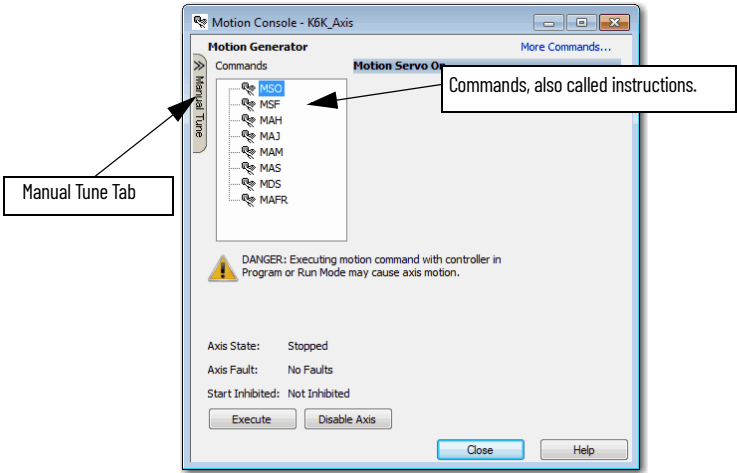 Motion Console - K6K_Axis
Motion Generator
More Commands...
Commands
Motion Servo On
Manual Tune
MSO
MSF
MAH
MAJ
MAM
MAS
MDS
MAFR
Commands, also called instructions.
Manual Tune Tab
DANGER: Executing motion command with controller in
Program or Run Mode may cause axis motion.
Axis State: Stopped
Axis Fault: No Faults
Start Inhibited: Not Inhibited
Execute
Disable Axis
Close
Help